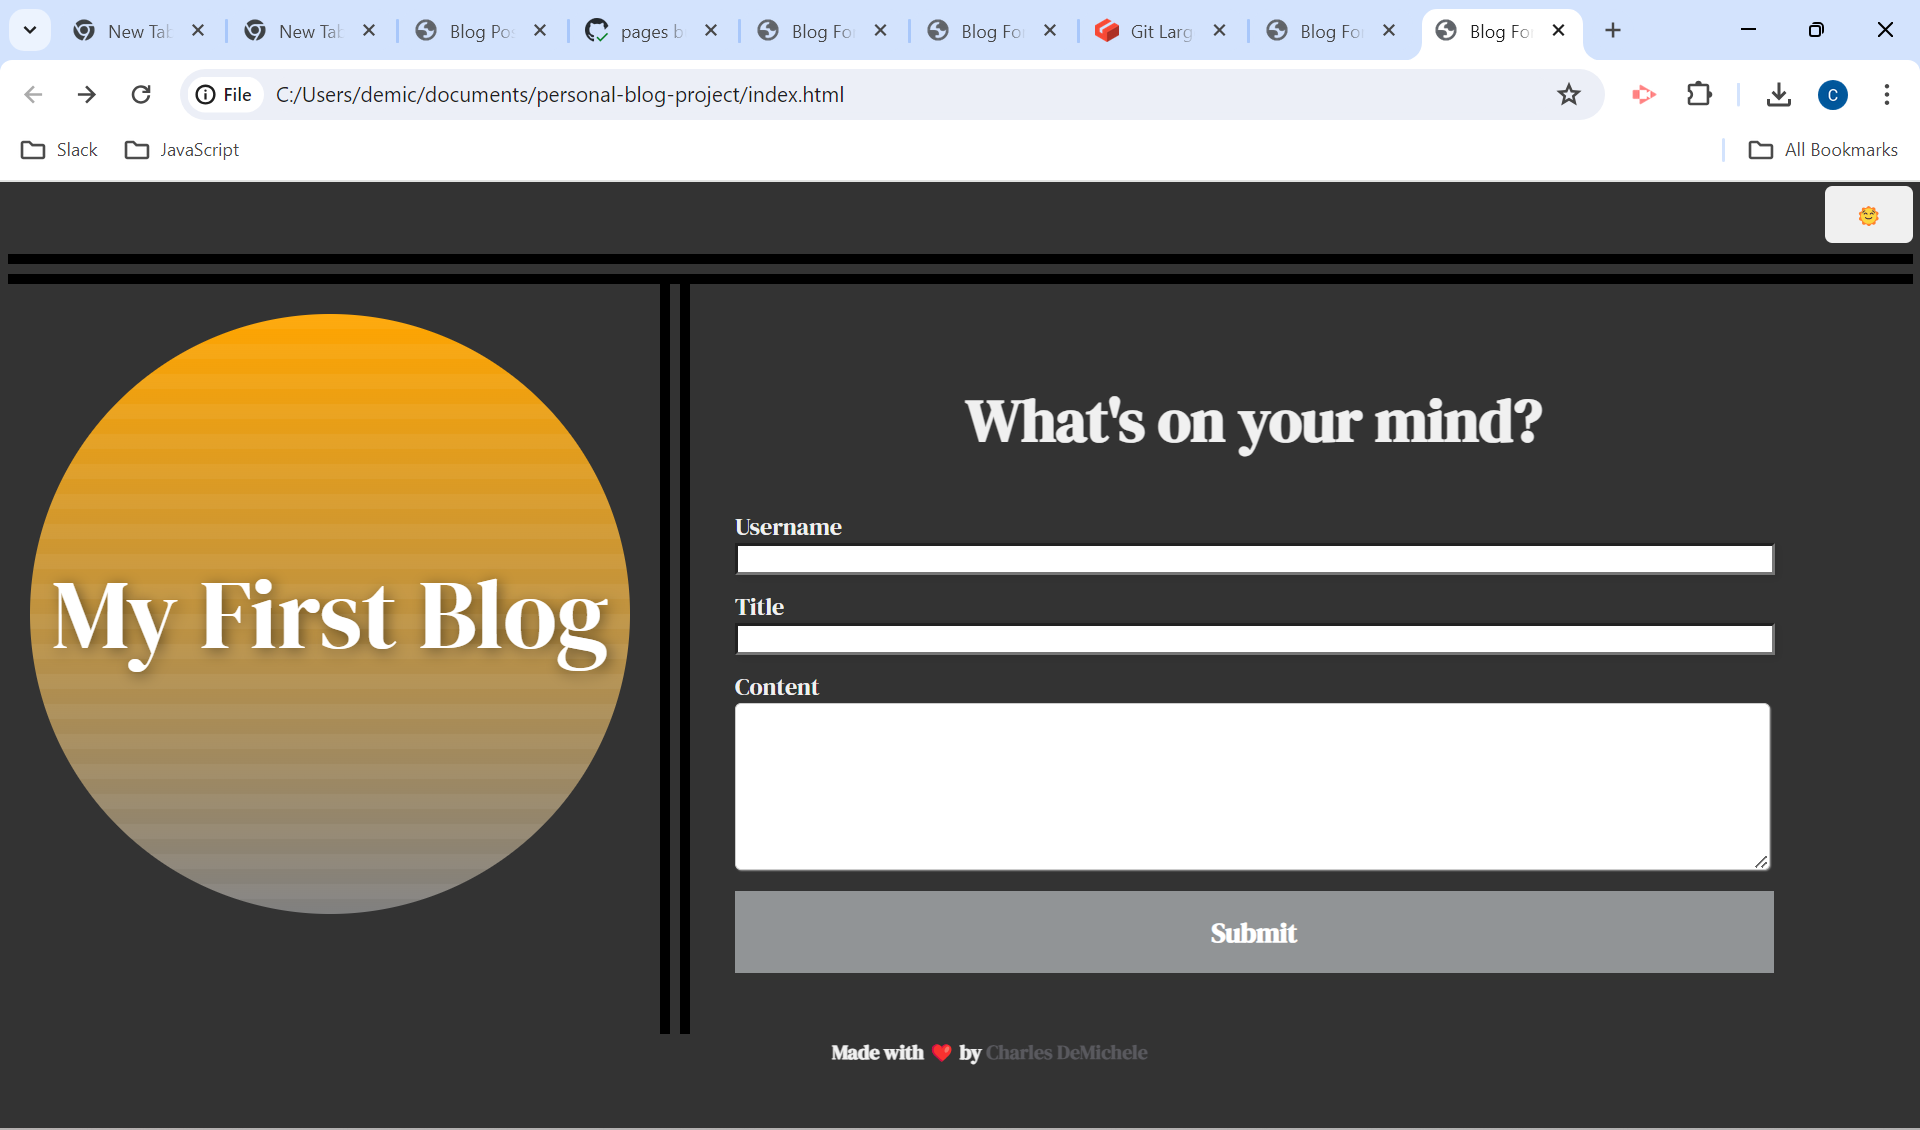 New Tab
New Tab
Blog Po
pages b
Blog Fo
Blog Fo
Git Larg
Blog Fo
Blog Fo
File
C:/Users/demic/documents/personal-blog-project/index.html
C
Slack
JavaScript
All Bookmarks
My First Blog
What's on your mind?
Username
Title
Content
Submit
Made with ❤️ by Charles DeMichele